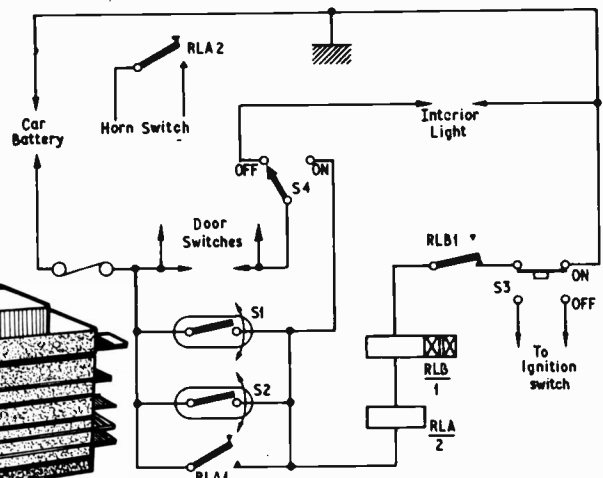 RLA2
Car
Battery
Horn Switch
Interior
Light
OFF
ON
S4
Door
Switches
RLB1
ON
S3
OFF
S1
To
Ignition
switch
RLB
1
S2
RLA
2
RLA1